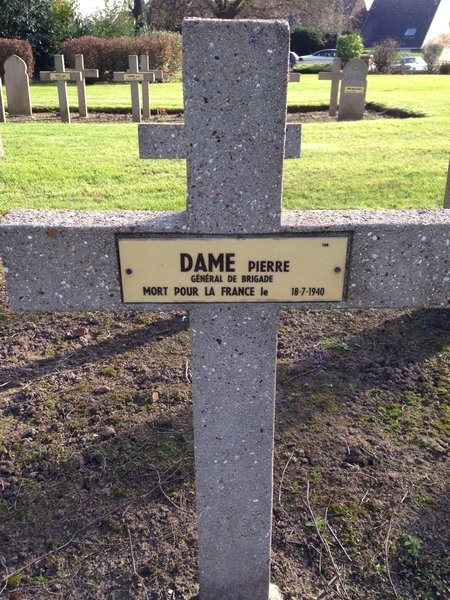 DAME PIERRE
GÉNÉRAL DE BRIGADE
MORT POUR LA FRANCE le 18-7-1940